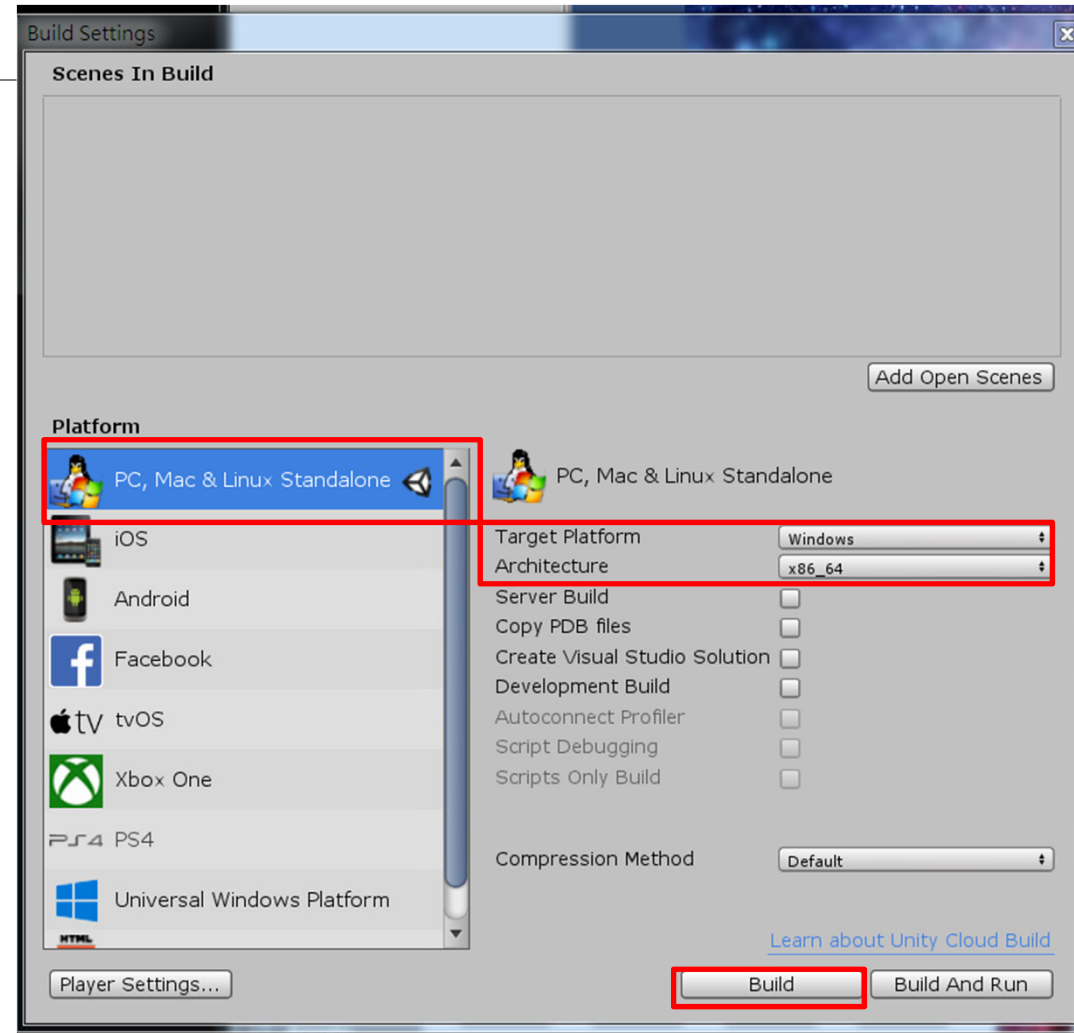 Build Settings
Scenes In Build
Add Open Scenes
Platform
PC, Mac & Linux Standalone
iOS
Android
Facebook
tv tvOS
Xbox One
PS4 PS4
Universal Windows Platform
HTML
PC, Mac & Linux Standalone
Target Platform Windows
Architecture x86_64
Server Build
Copy PDB files
Create Visual Studio Solution
Development Build
Autoconnect Profiler
Script Debugging
Scripts Only Build
Compression Method Default
Learn about Unity Cloud Build
Player Settings... Build Build And Run